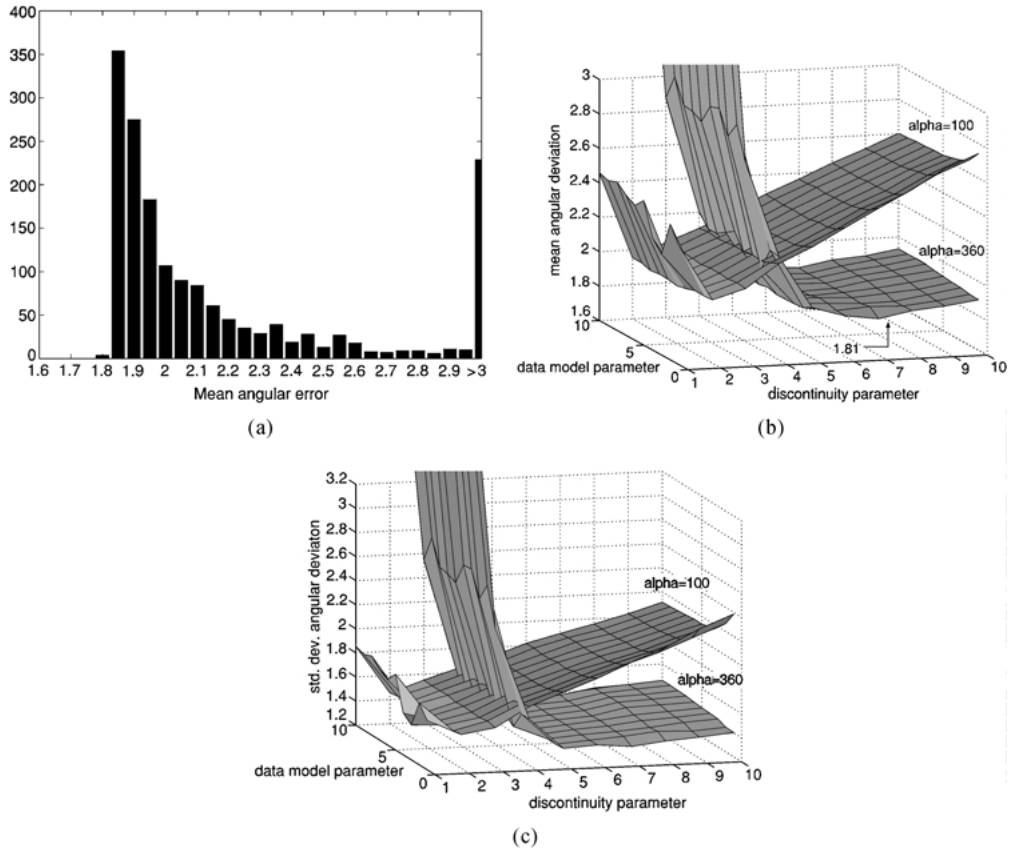 400
350
300
250
200
150
100
50
0
1.6 1.7 1.8 1.9 2 2.1 2.2 2.3 2.4 2.5 2.6 2.7 2.8 2.9 >3
Mean angular error
(a)
3
2.8
2.6
2.4
2.2
2
1.8
1.6
mean angular deviation
10
5
0
data model parameter
1 2 3 4 5 6 7 8 9 10
discontinuity parameter
alpha=100
alpha=360
1.81
(b)
3.2
3
2.8
2.6
2.4
2.2
2
1.8
1.6
1.4
1.2
std. dev. angular deviaton
10
5
0
data model parameter
1 2 3 4 5 6 7 8 9 10
discontinuity parameter
alpha=100
alpha=360
(c)